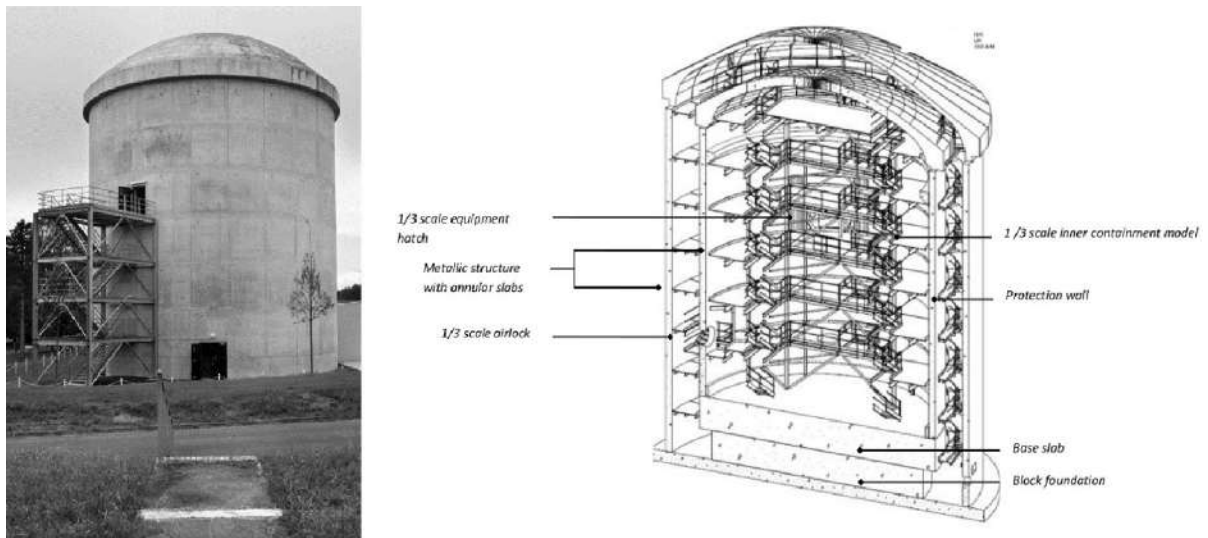 1/3 scale equipment
hatch
Metallic structure
with annular slabs
1/3 scale airlock
1 /3 scale inner containment model
Protection wall
Base slab
Block foundation